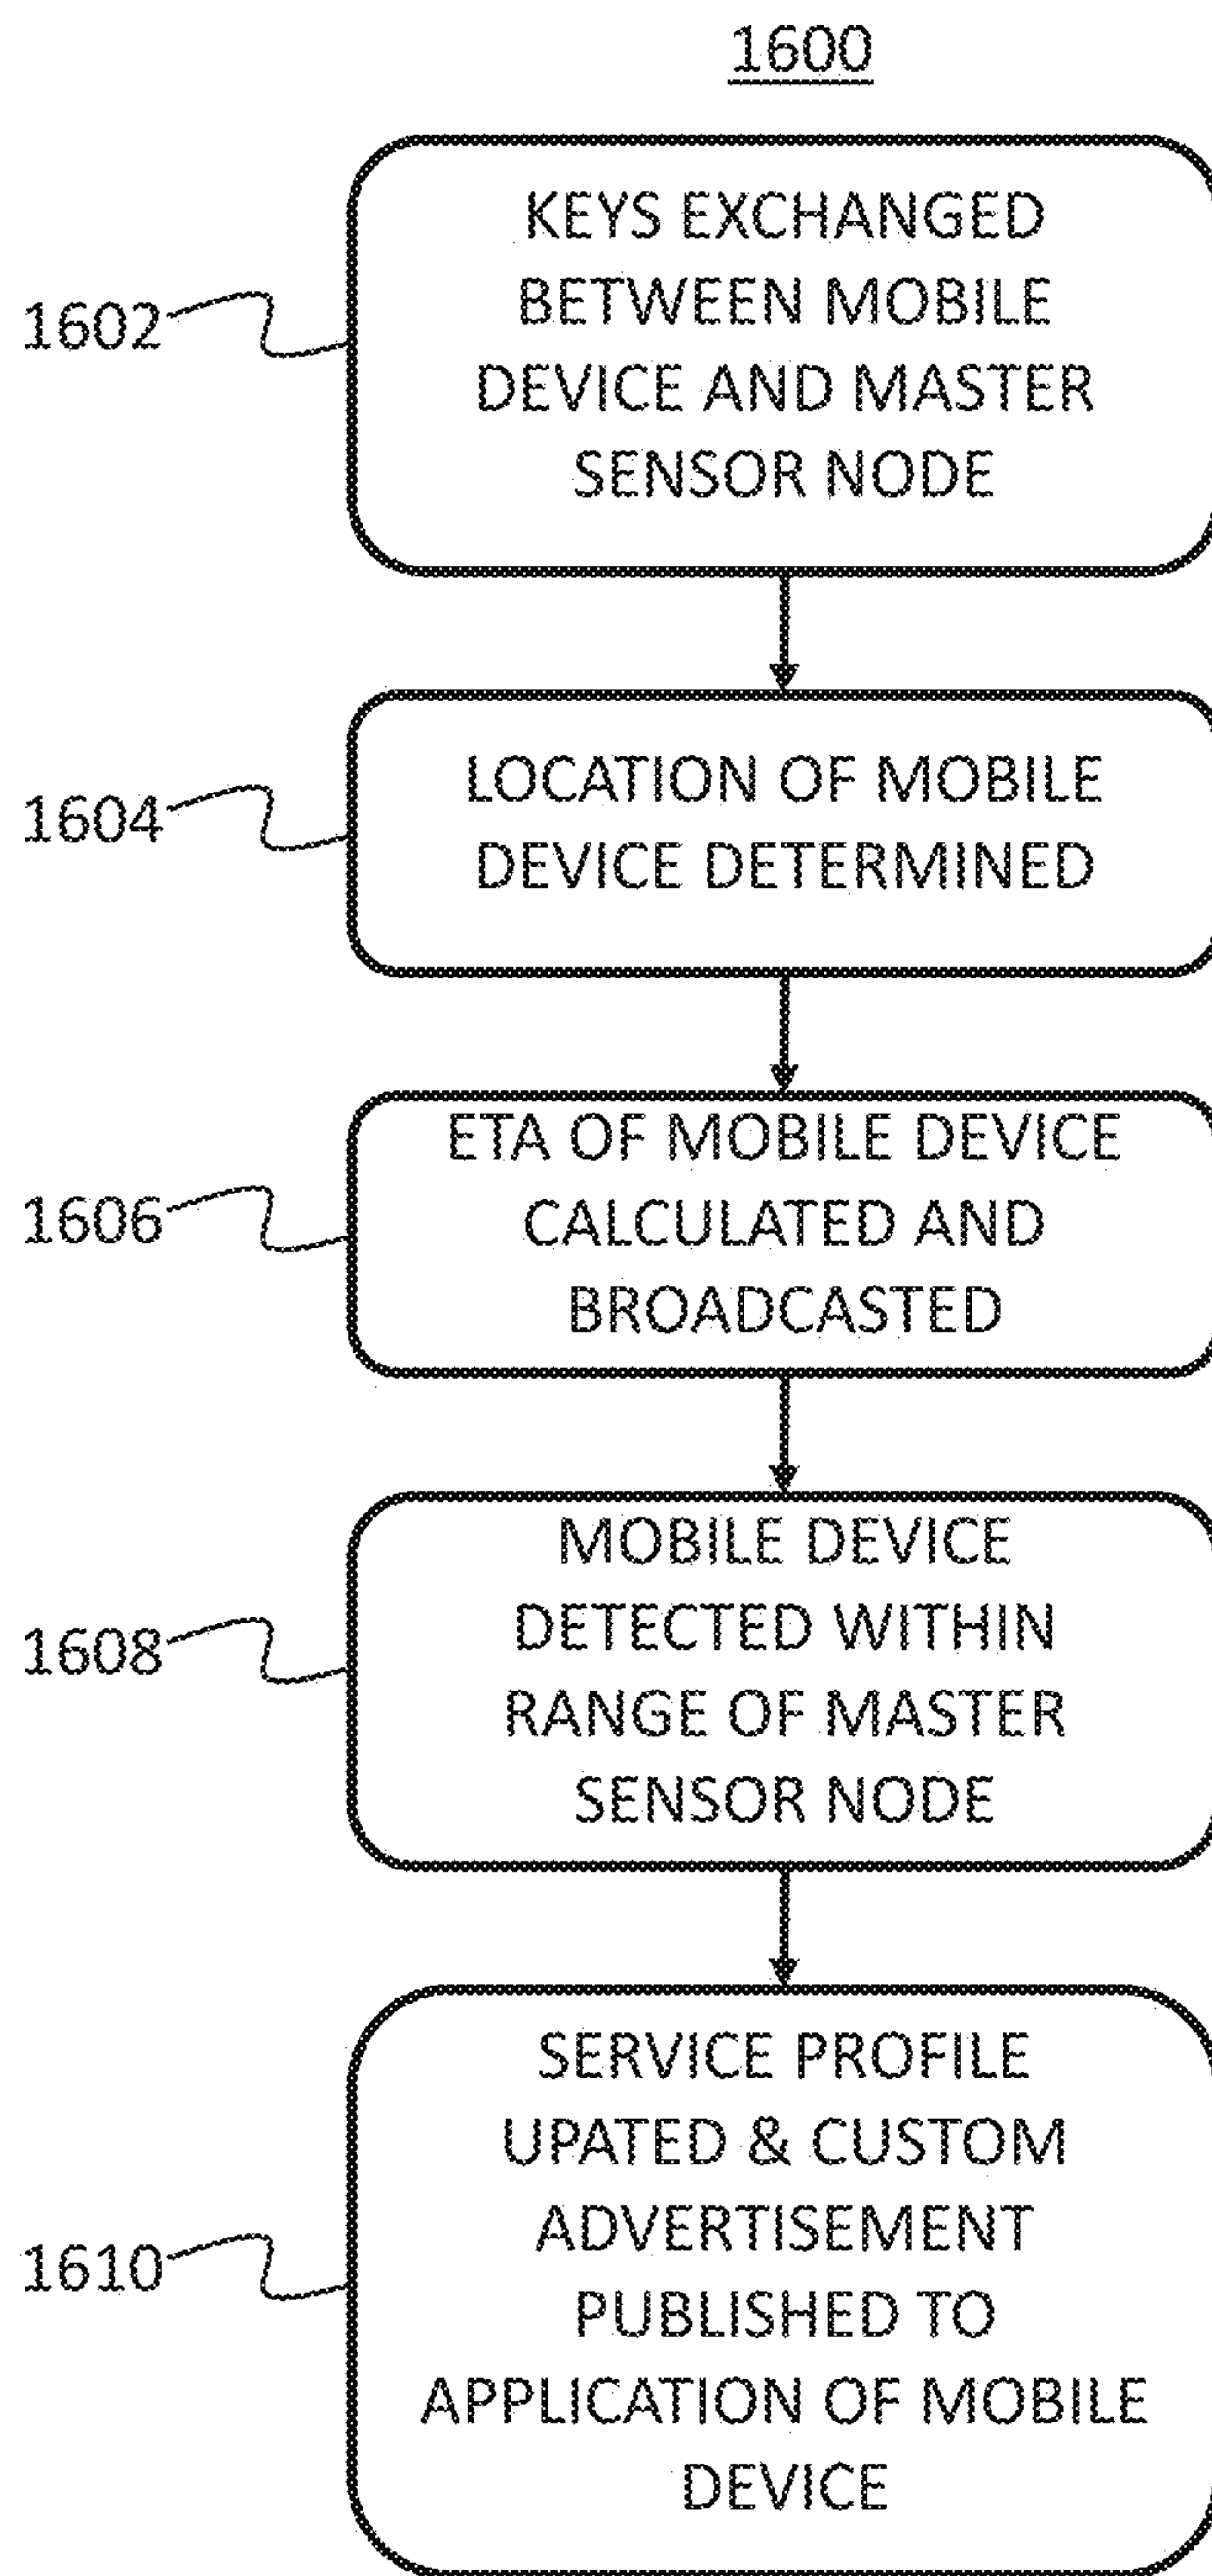 1600
KEYS EXCHANGED
BETWEEN MOBILE
1602
DEVICE AND MASTER
SENSOR NODE
LOCATION OF MOBILE
1604
DEVICE DETERMINED
ETA OF MOBILE DEVICE
1606
CALCULATED AND
BROADCASTED
MOBILE DEVICE
DETECTED WITHIN
1608
RANGE OF MASTER
SENSOR NODE
SERVICE PROFILE
UPATED & CUSTOM
ADVERTISEMENT
1610
PUBLISHED TO
APPLICATION OF MOBILE
DEVICE